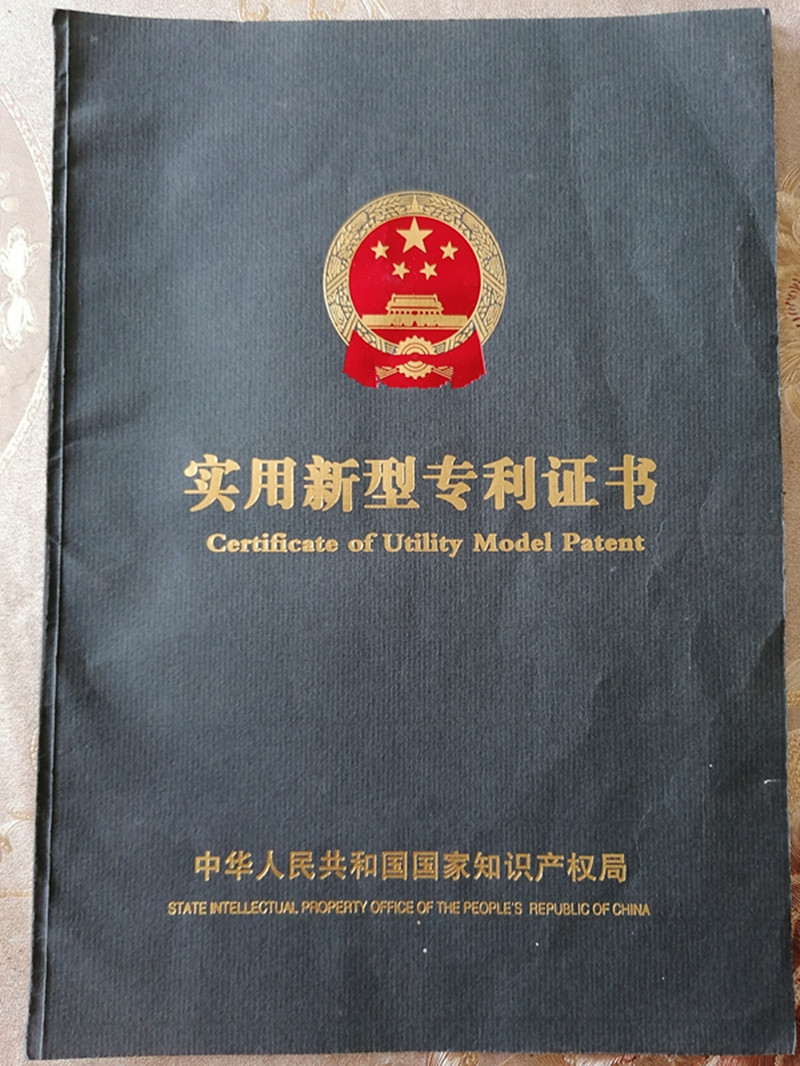 实用新型专利证书
Certificate of Utility Model Patent
中华人民共和国国家知识产权局
STATE INTELLECTUAL PROPERTY OFFICE OF THE PEOPLE'S REPUBLIC OF CHINA